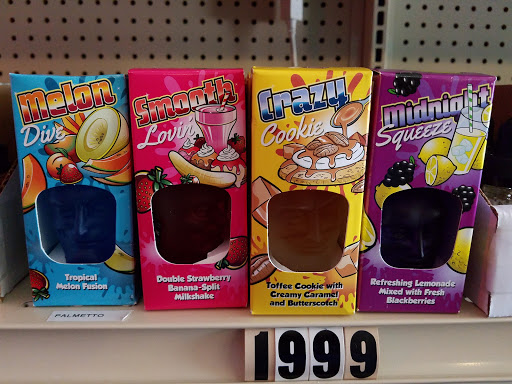 Melon
Dive
Tropical
Melon Fusion
Smooth
Lovin'
Double Strawberry
Banana-Split
Milkshake
Crazy
Cookie
Toffee Cookie with
Creamy Caramel
and Butterscotch
Midnight
Squeeze
Refreshing Lemonade
Mixed with Fresh
Blackberries
PALMETTO
1999